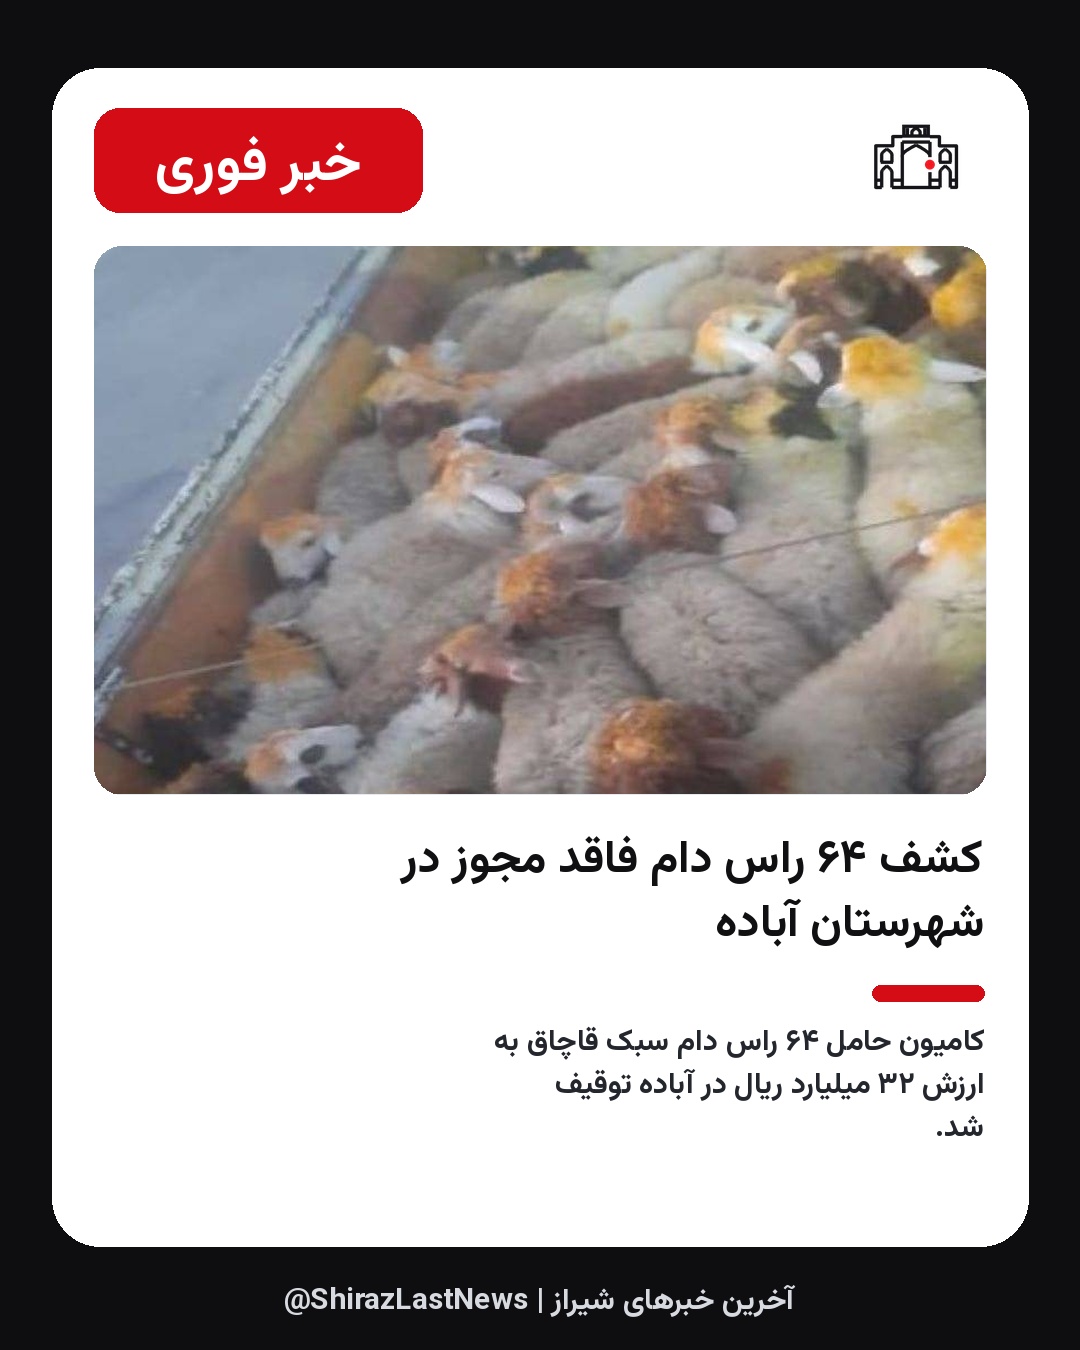 خبر فوری
کشف ۶۴ راس دام فاقد مجوز در
شهرستان آباده
کامیون حامل ۶۴ راس دام سبک قاچاق به
ارزش ۳۲ میلیارد ریال در آباده توقیف
شد.
آخرین خبرهای شیراز | @ShirazLastNews